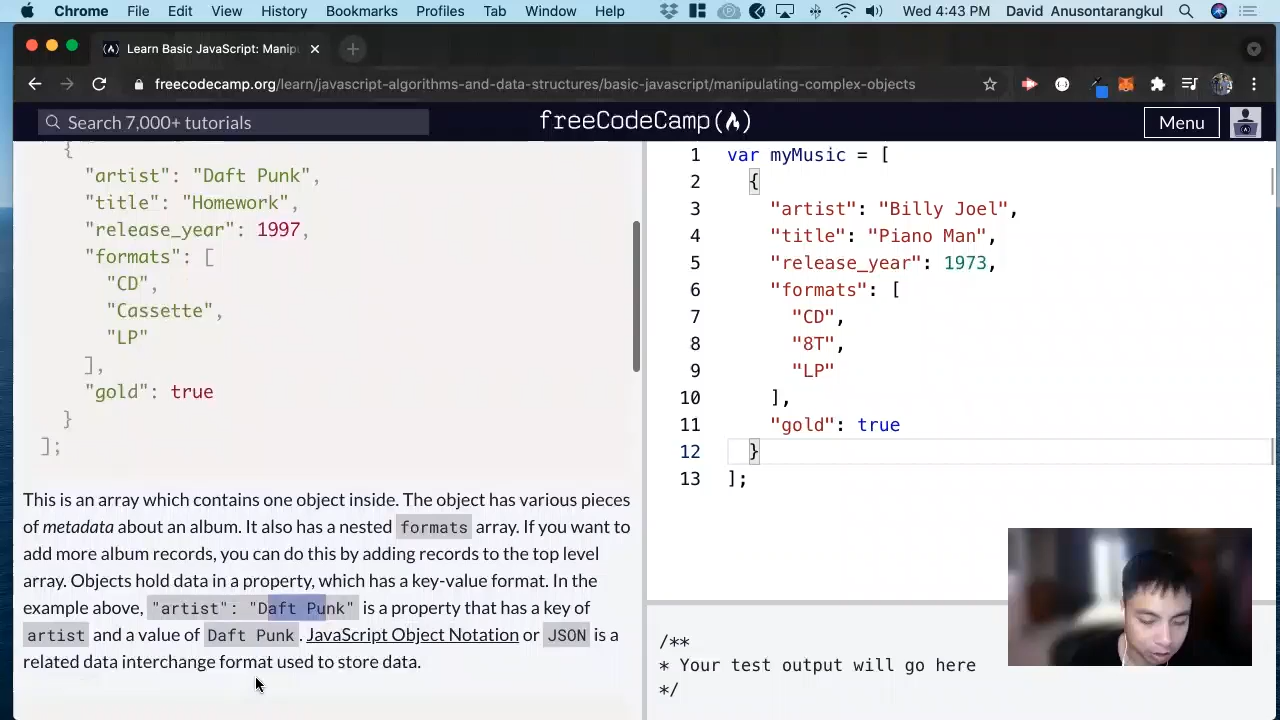 Chrome File Edit View History Bookmarks Profiles Tab Window Help Wed 4:43 PM David Anusontarangkul
Learn Basic JavaScript: Manipu
freecodecamp.org/learn/javascript-algorithms-and-data-structures/basic-javascript/manipulating-complex-objects
Search 7,000+ tutorials
freeCodeCamp
Menu
{
"artist": "Daft Punk",
"title": "Homework",
"release_year": 1997,
"formats": [
"CD",
"Cassette",
"LP"
],
"gold": true
}
];
This is an array which contains one object inside. The object has various pieces
of metadata about an album. It also has a nested formats array. If you want to
add more album records, you can do this by adding records to the top level
array. Objects hold data in a property, which has a key-value format. In the
example above, "artist": "Daft Punk" is a property that has a key of
artist and a value of Daft Punk. JavaScript Object Notation or JSON is a
related data interchange format used to store data.
1 var myMusic = [
2 {
3 "artist": "Billy Joel",
4 "title": "Piano Man",
5 "release_year": 1973,
6 "formats": [
7 "CD",
8 "8T",
9 "LP"
10 ],
11 "gold": true
12 }
13 ];
/**
* Your test output will go here
*/